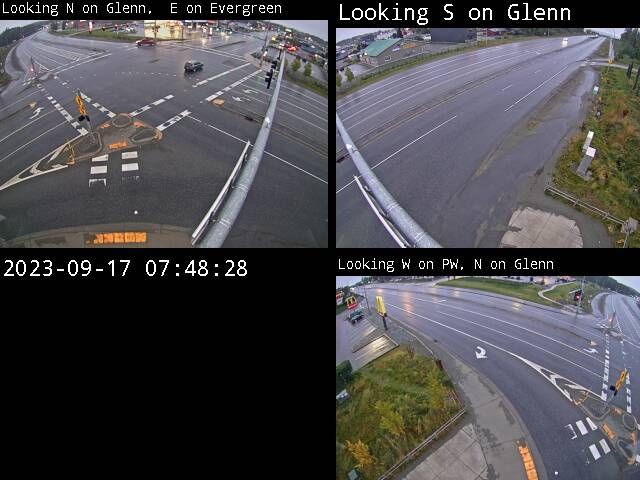 Looking N on Glenn,  E on Evergreen
Looking S on Glenn
2023-09-17 07:48:28
Looking W on PW, N on Glenn